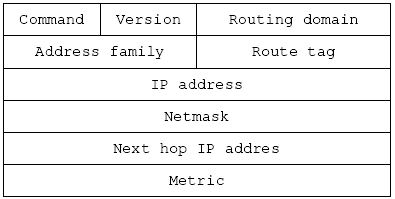 Command Version Routing domain
Address family Route tag
IP address
Netmask
Next hop IP addres
Metric